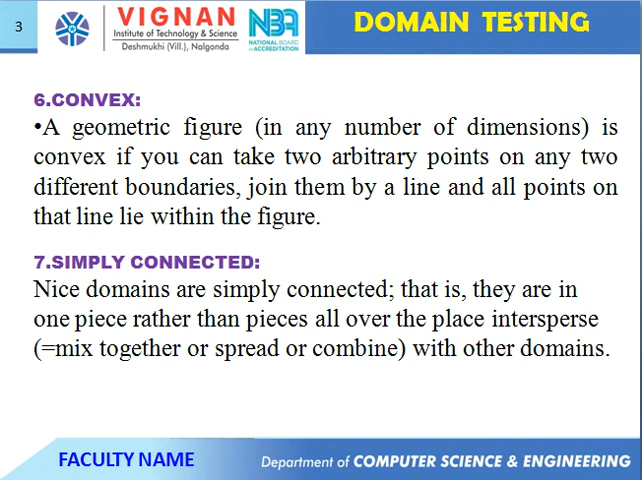 3
VIGNAN
Institute of Technology & Science
Deshmukhi (Vill.), Nalgonda
NBA
NATIONAL BOARD
of ACCREDITATION
DOMAIN TESTING
6.CONVEX:
•A geometric figure (in any number of dimensions) is
convex if you can take two arbitrary points on any two
different boundaries, join them by a line and all points on
that line lie within the figure.
7.SIMPLY CONNECTED:
Nice domains are simply connected; that is, they are in
one piece rather than pieces all over the place intersperse
(=mix together or spread or combine) with other domains.
FACULTY NAME
Department of COMPUTER SCIENCE & ENGINEERING